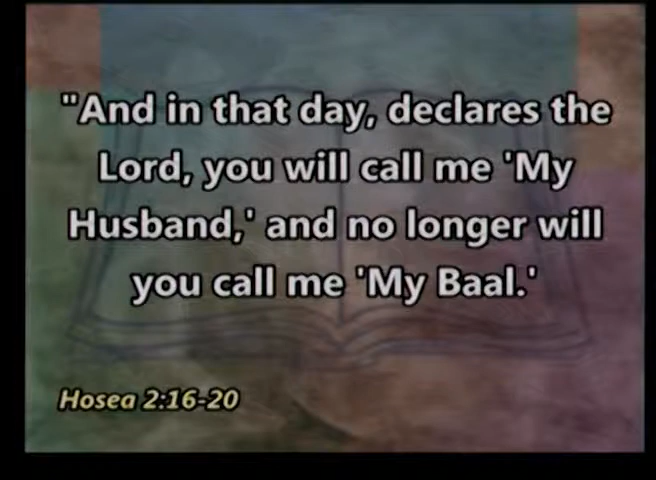 "And in that day, declares the
Lord, you will call me 'My
Husband,' and no longer will
you call me 'My Baal.'
Hosea 2:16-20